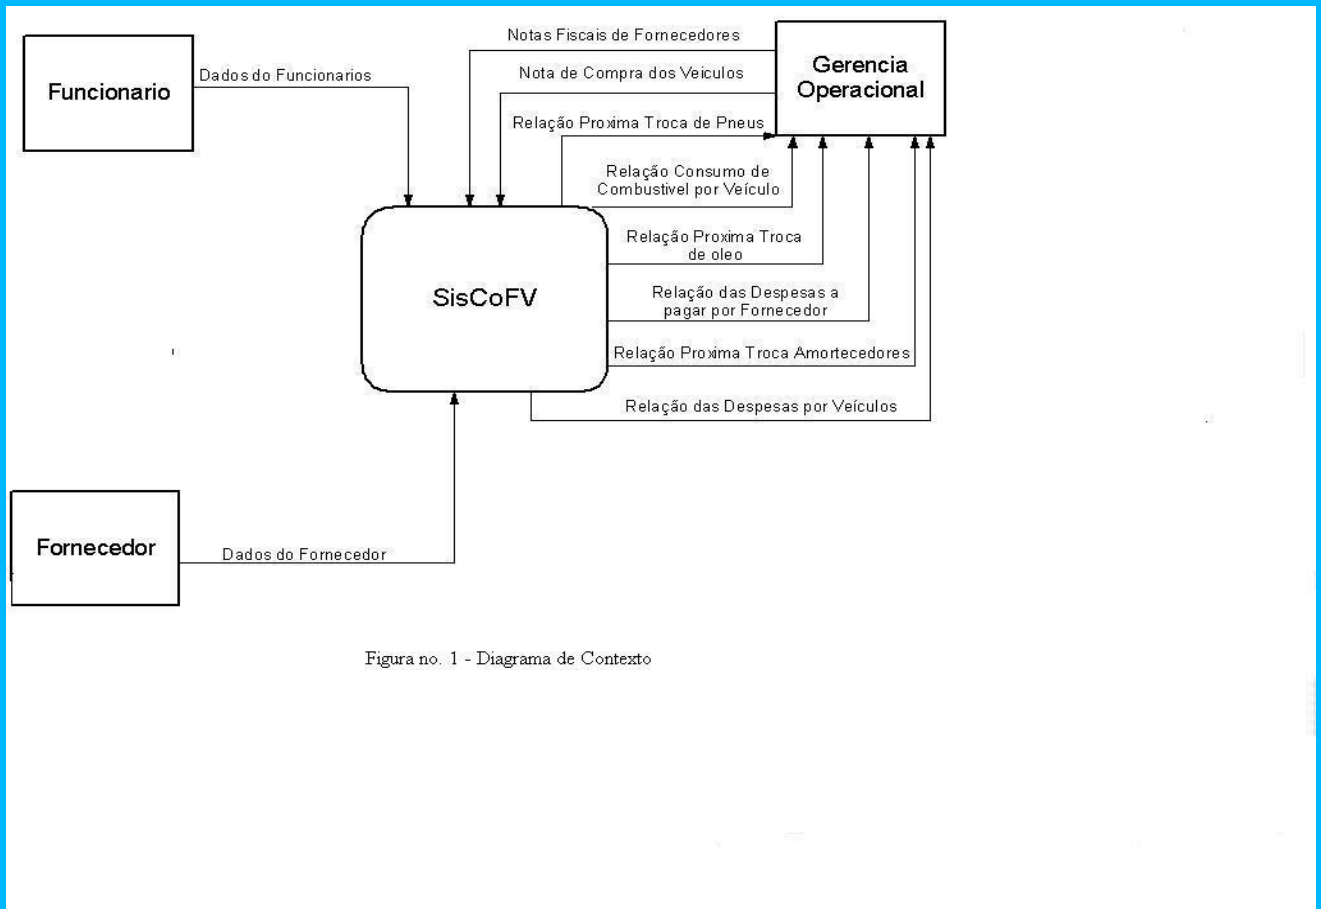 Notas Fiscais de Fornecedores
Gerencia
Operacional
Funcionario
Dados do Funcionarios
Nota de Compra dos Veiculos
Relação Proxima Troca de Pneus
Relação Consumo de
Combustivel por Veículo
Relação Proxima Troca
de oleo
SisCoFV
Relação das Despesas a
pagar por Fornecedor
Relação Proxima Troca Amortecedores
Relação das Despesas por Veículos
Fornecedor
Dados do Fornecedor
Figura no. 1 - Diagrama de Contexto